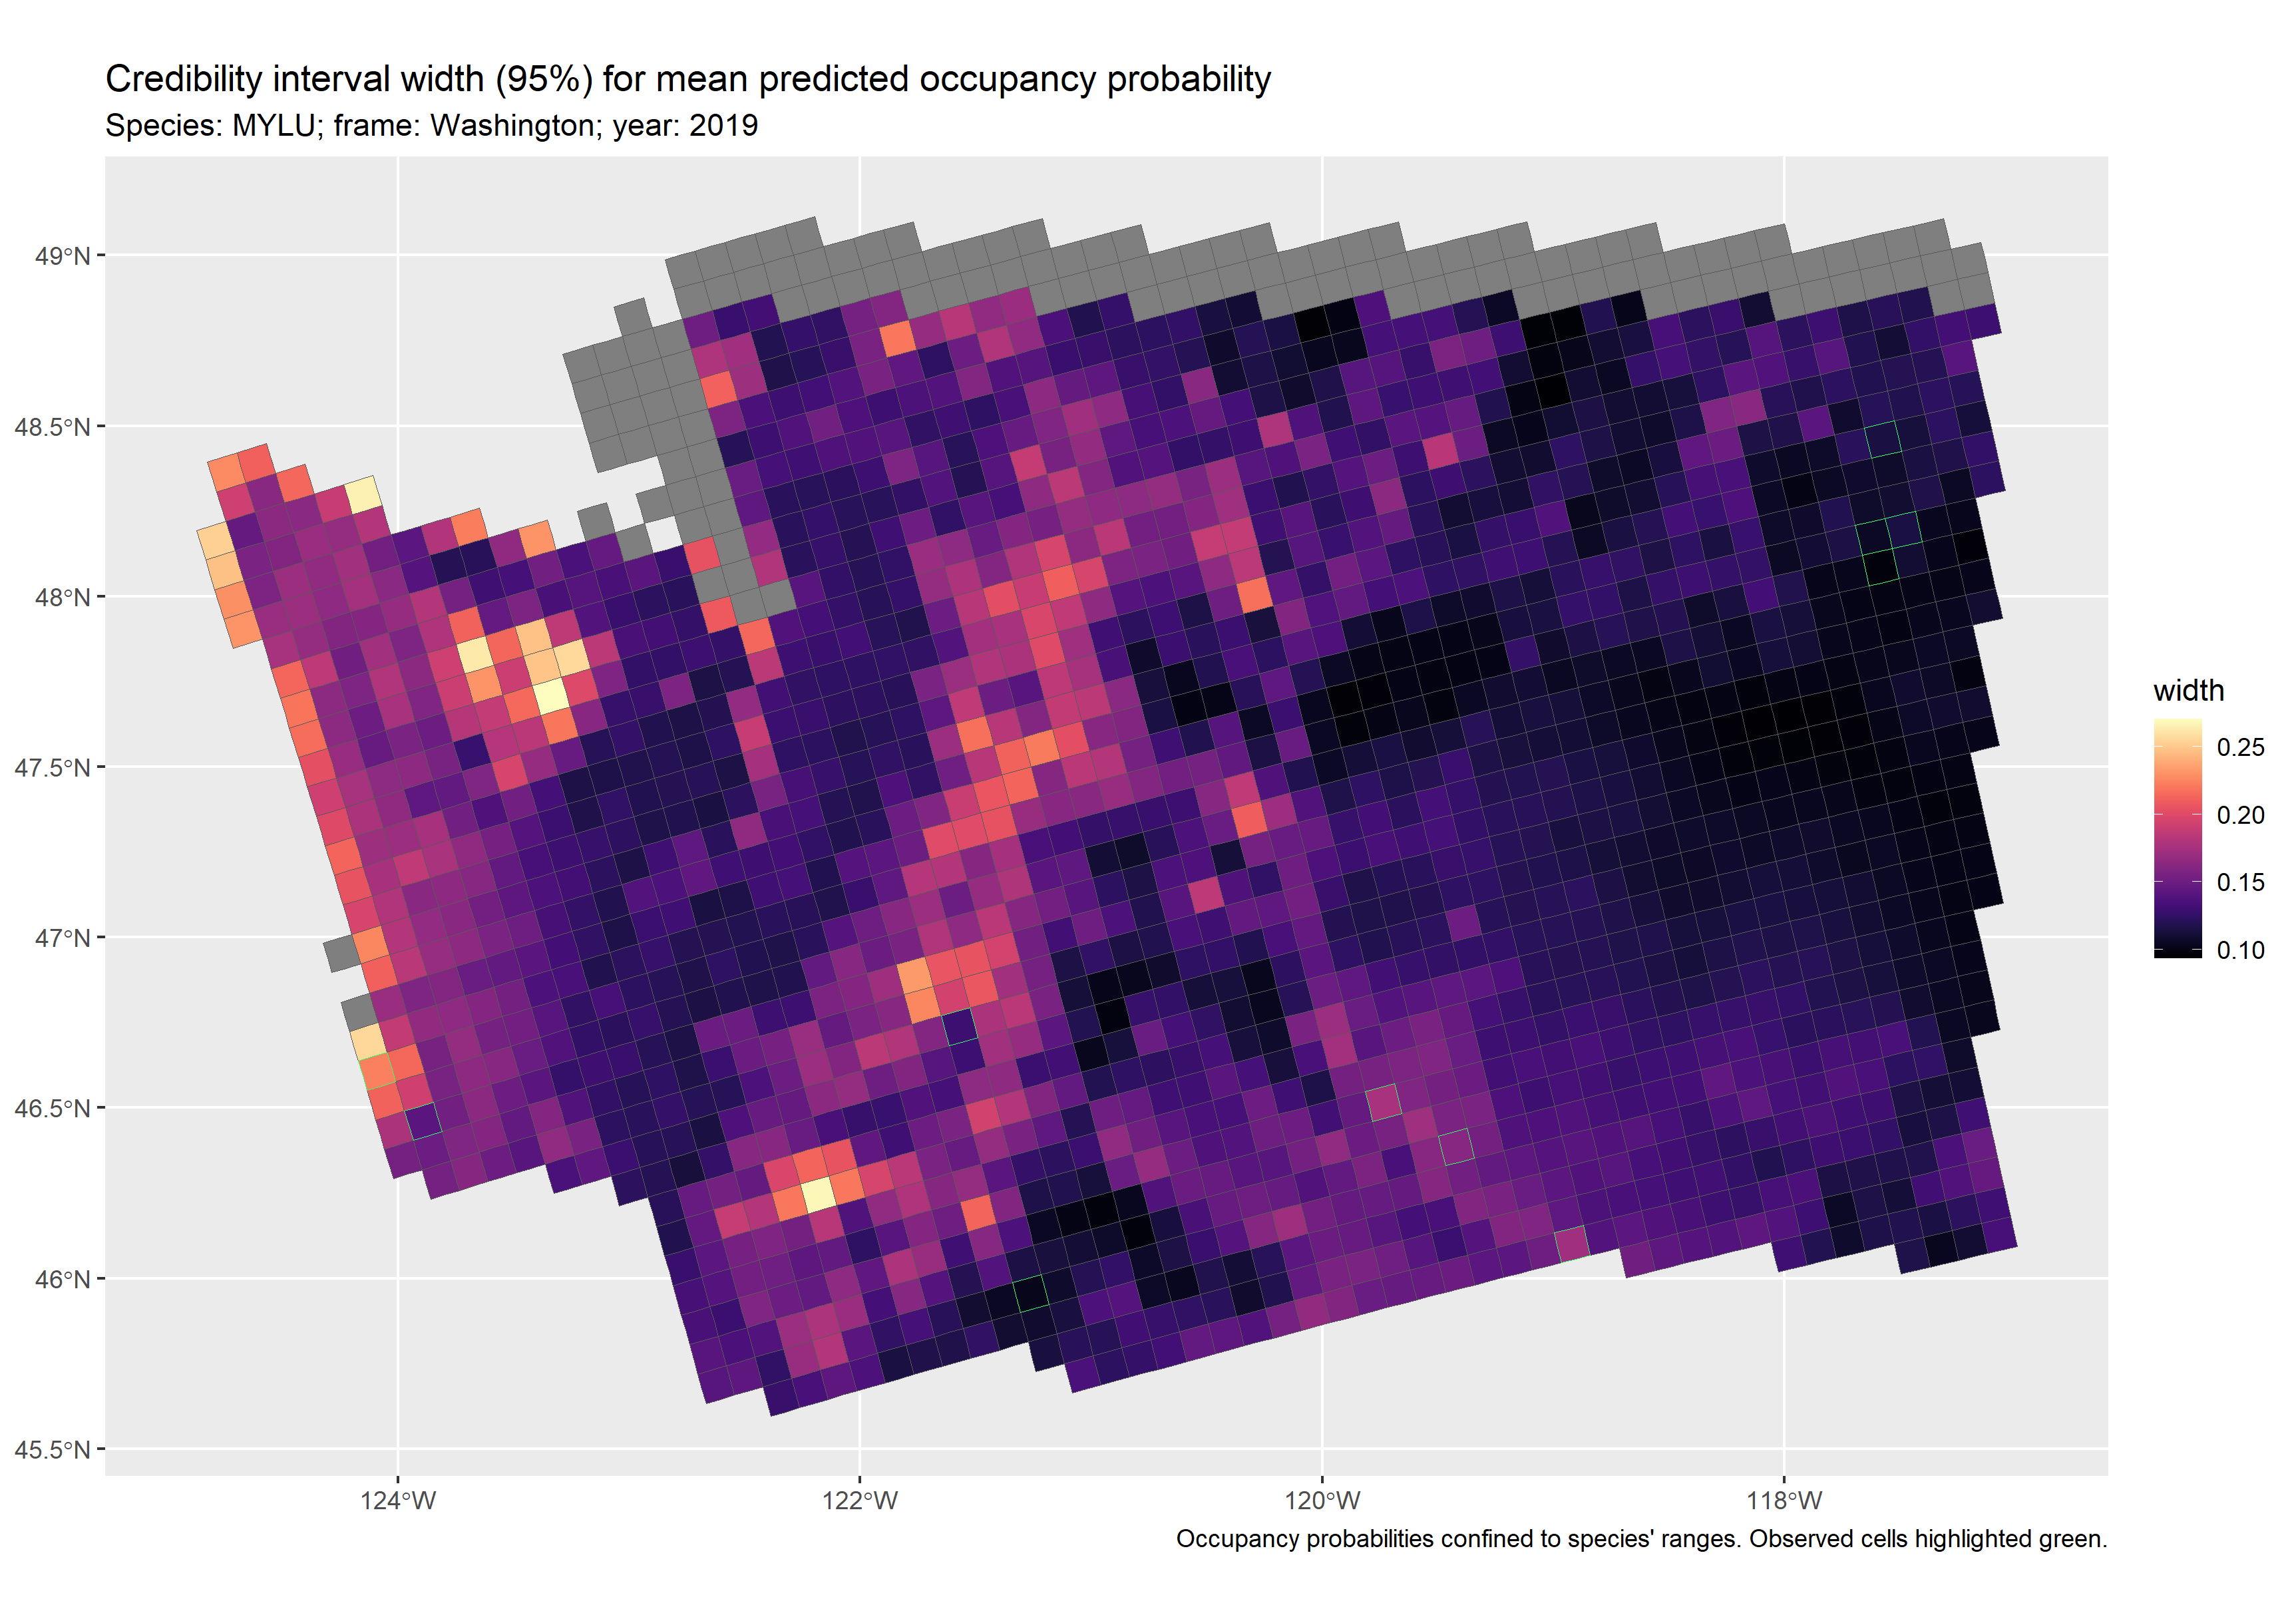 Credibility interval width (95%) for mean predicted occupancy probability
Species: MYLU; frame: Washington; year: 2019
49°N
48.5°N
48°N
47.5°N
47°N
46.5°N
46°N
45.5°N
124°W
122°W
120°W
118°W
width
0.25
0.20
0.15
0.10
Occupancy probabilities confined to species' ranges. Observed cells highlighted green.